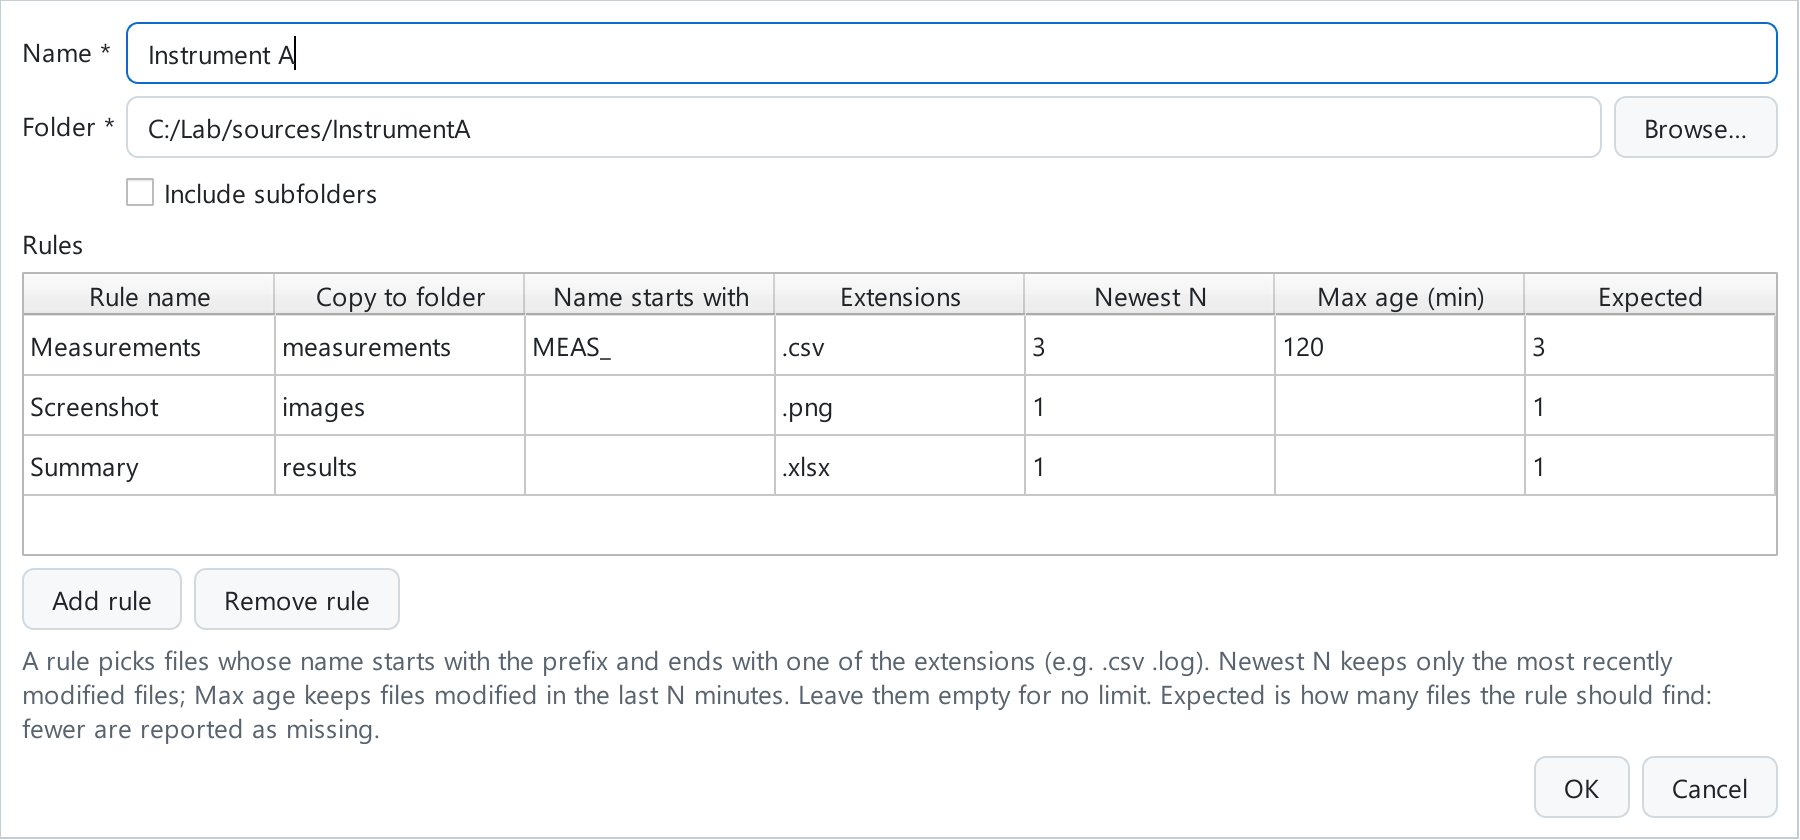 Name * Instrument A
Folder * C:/Lab/sources/InstrumentA Browse...
Include subfolders
Rules
Rule name Copy to folder Name starts with Extensions Newest N Max age (min) Expected
Measurements measurements MEAS_ .csv 3 120 3
Screenshot images .png 1 1
Summary results .xlsx 1 1
Add rule Remove rule
A rule picks files whose name starts with the prefix and ends with one of the extensions (e.g. .csv .log). Newest N keeps only the most recently
modified files; Max age keeps files modified in the last N minutes. Leave them empty for no limit. Expected is how many files the rule should find:
fewer are reported as missing.
OK Cancel